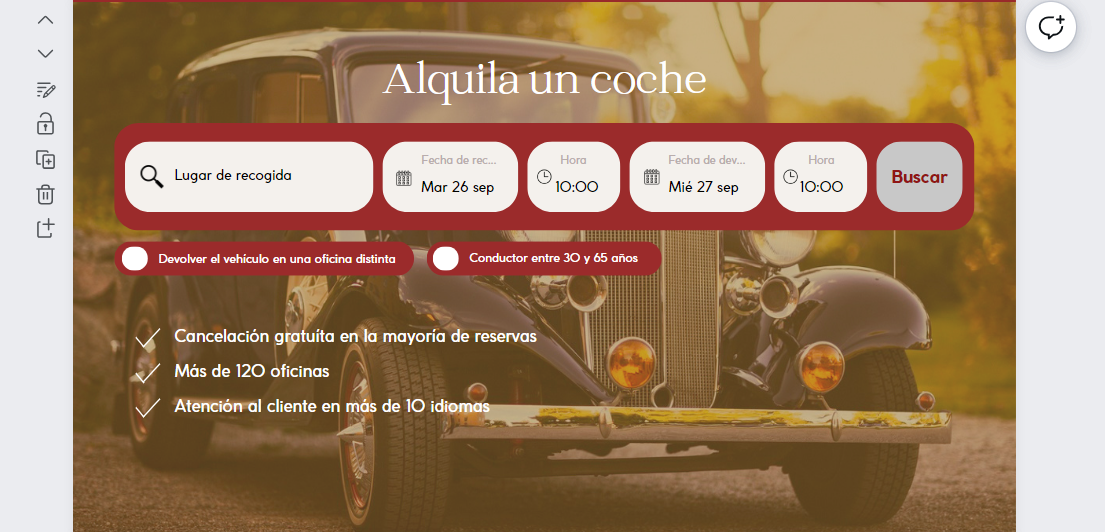 Alquila un coche
Lugar de recogida
Fecha de rec...
Mar 26 sep
Hora
10:00
Fecha de dev...
Mié 27 sep
Hora
10:00
Buscar
Devolver el vehículo en una oficina distinta
Conductor entre 30 y 65 años
Cancelación gratuíta en la mayoría de reservas
Más de 120 oficinas
Atención al cliente en más de 10 idiomas